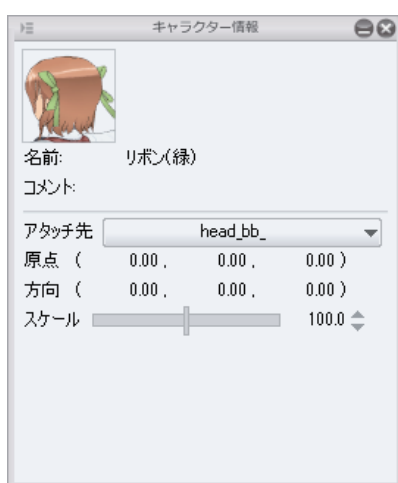 キャラクター情報
名前: リボン(緑)
コメント:
アタッチ先 head_bb_
原点 ( 0.00 , 0.00 , 0.00 )
方向 ( 0.00 , 0.00 , 0.00 )
スケール 100.0